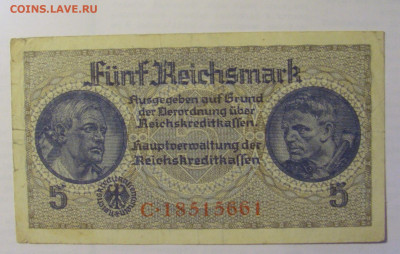 COINS.LAVE.RU
Fünf Reichsmark
Ausgegeben auf Grund
der Verordnung über
Reichskreditkassen.
Hauptverwaltung der
Reichskreditkassen.
5 5
C·18515661